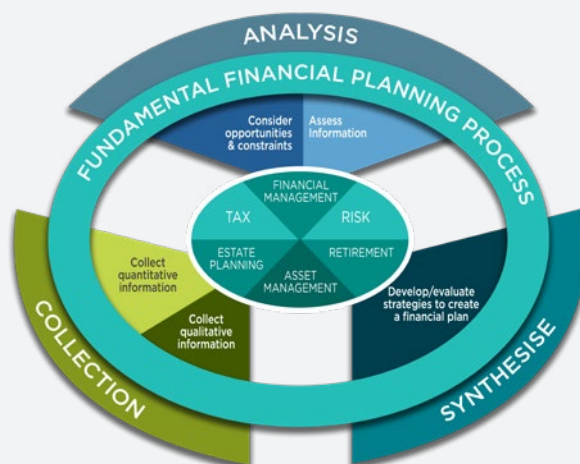 ANALYSIS
FUNDAMENTAL FINANCIAL PLANNING PROCESS
Consider
opportunities
& constraints
Assess
Information
FINANCIAL
MANAGEMENT
TAX
RISK
ESTATE
PLANNING
RETIREMENT
ASSET
MANAGEMENT
Collect
quantitative
information
Collect
qualitative
information
Develop/evaluate
strategies to create
a financial plan
COLLECTION
SYNTHESISE